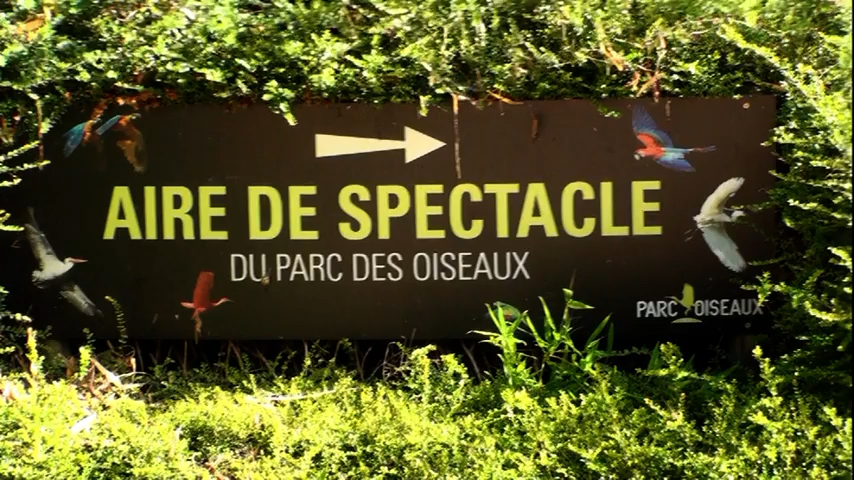 AIRE DE SPECTACLE
DU PARC DES OISEAUX
PARC OISEAUX